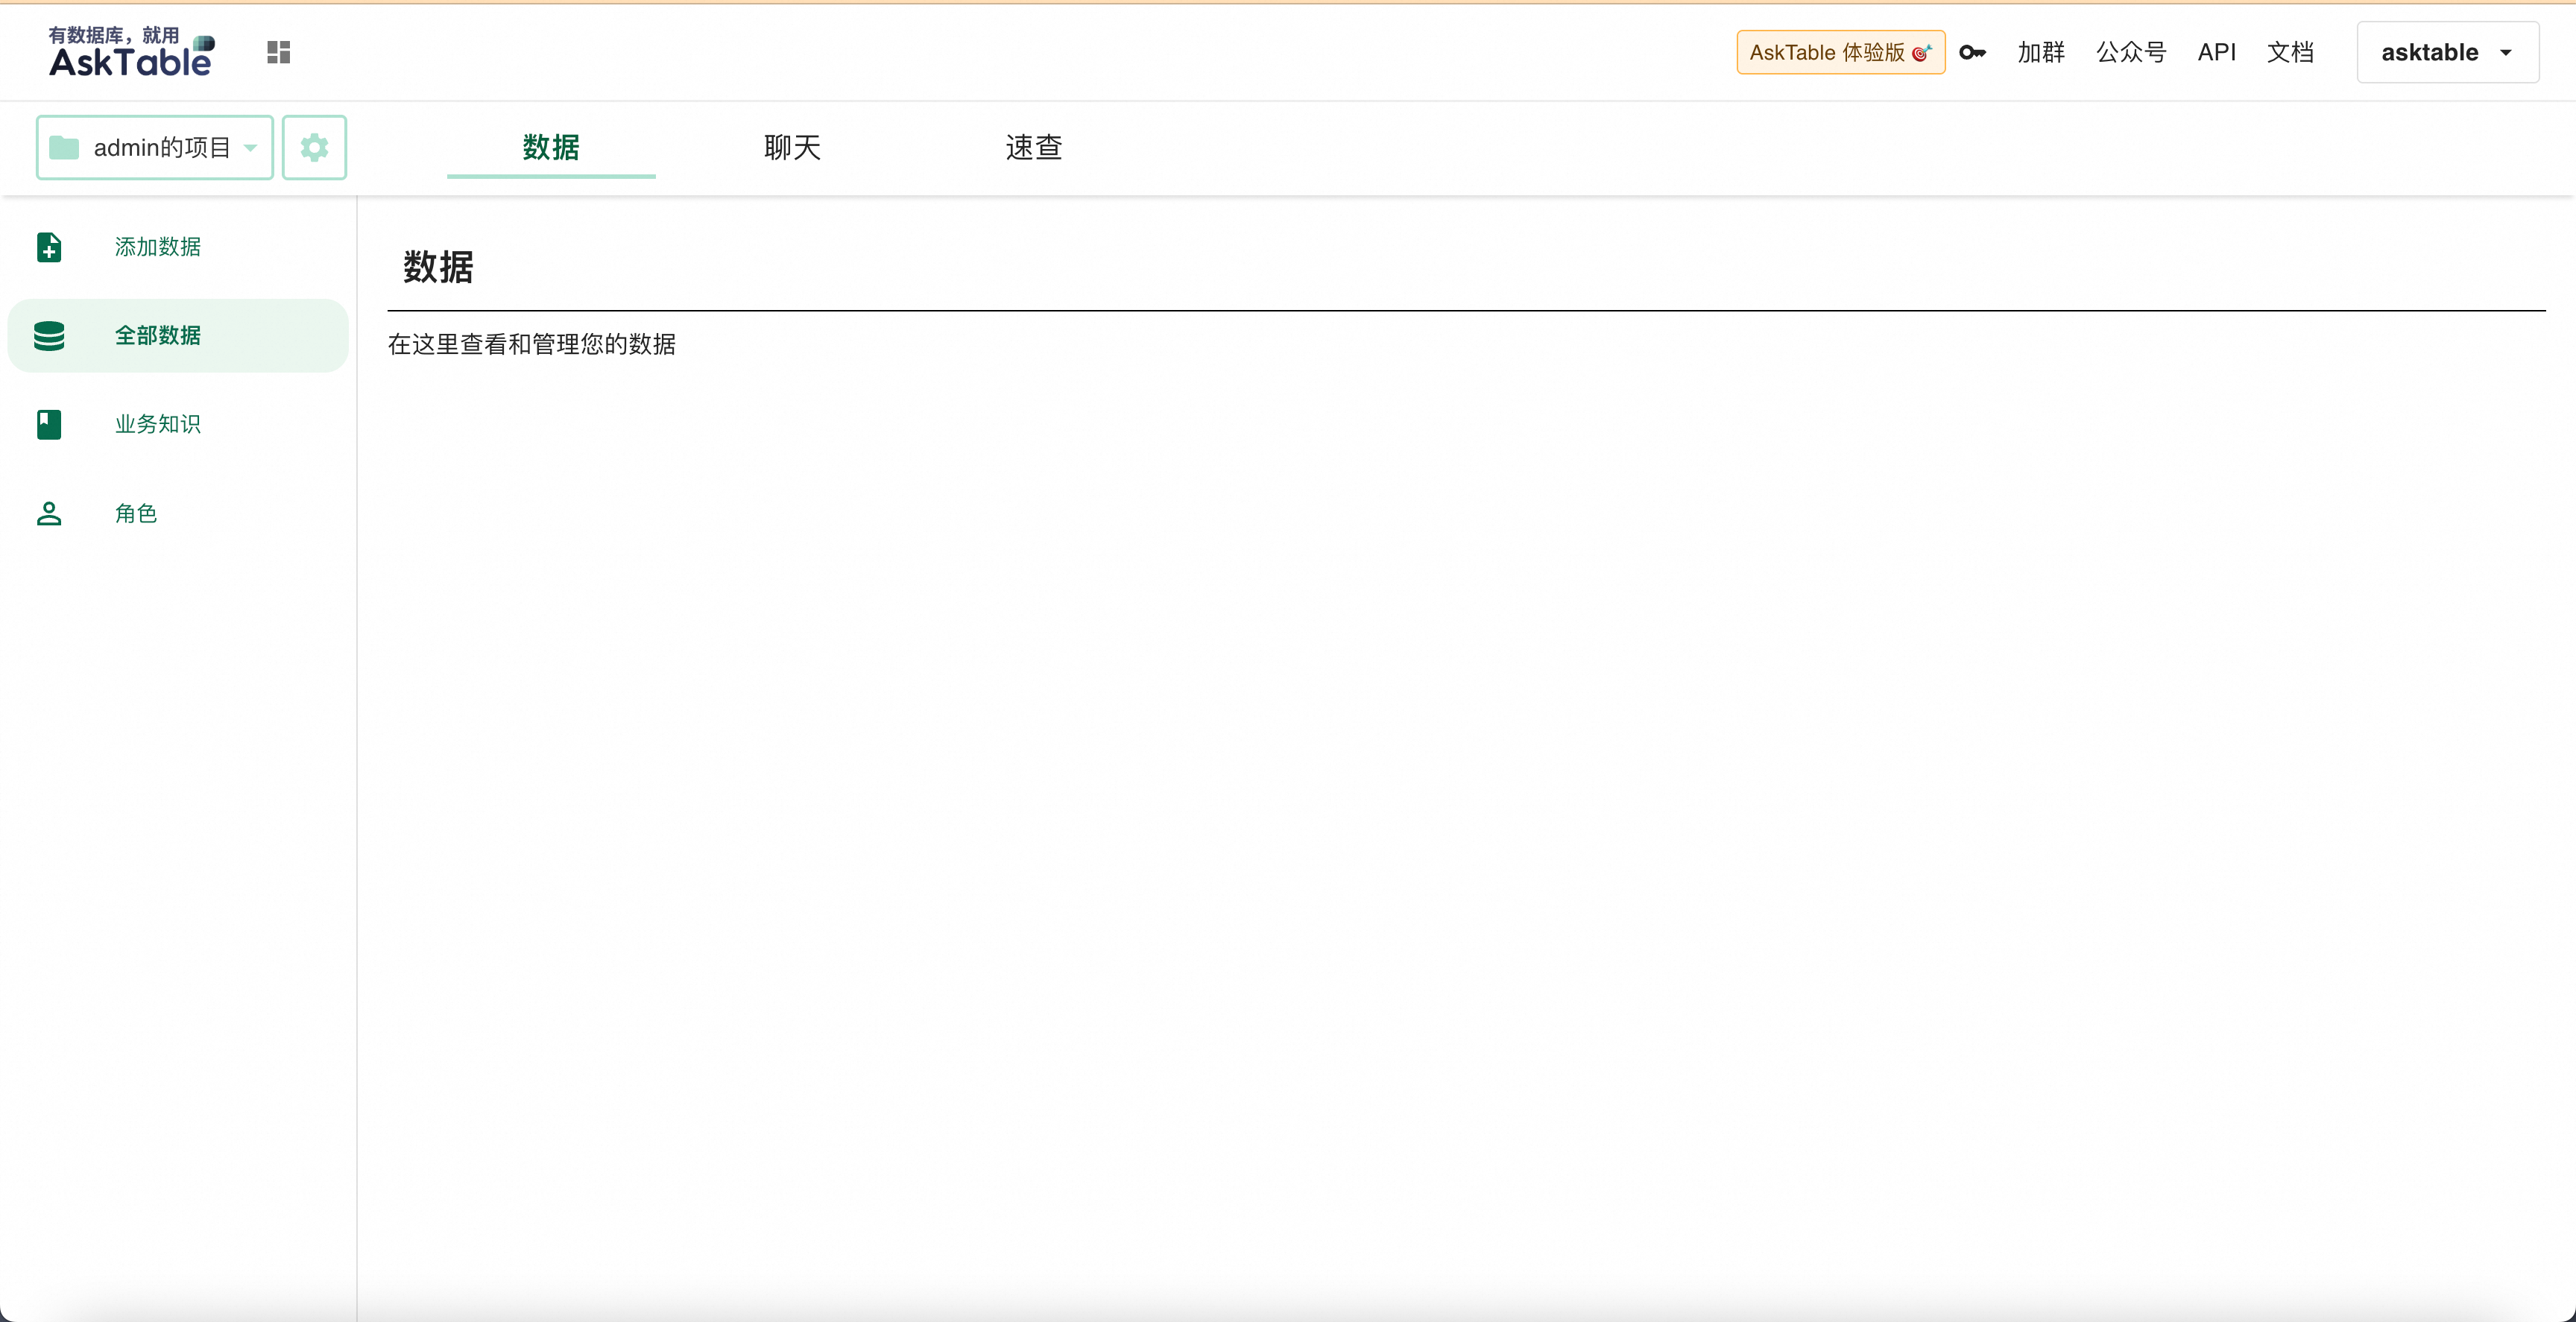 有数据库，就用
AskTable
AskTable 体验版
加群
公众号
API
文档
asktable
admin的项目
数据
聊天
速查
添加数据
全部数据
业务知识
角色
数据
在这里查看和管理您的数据